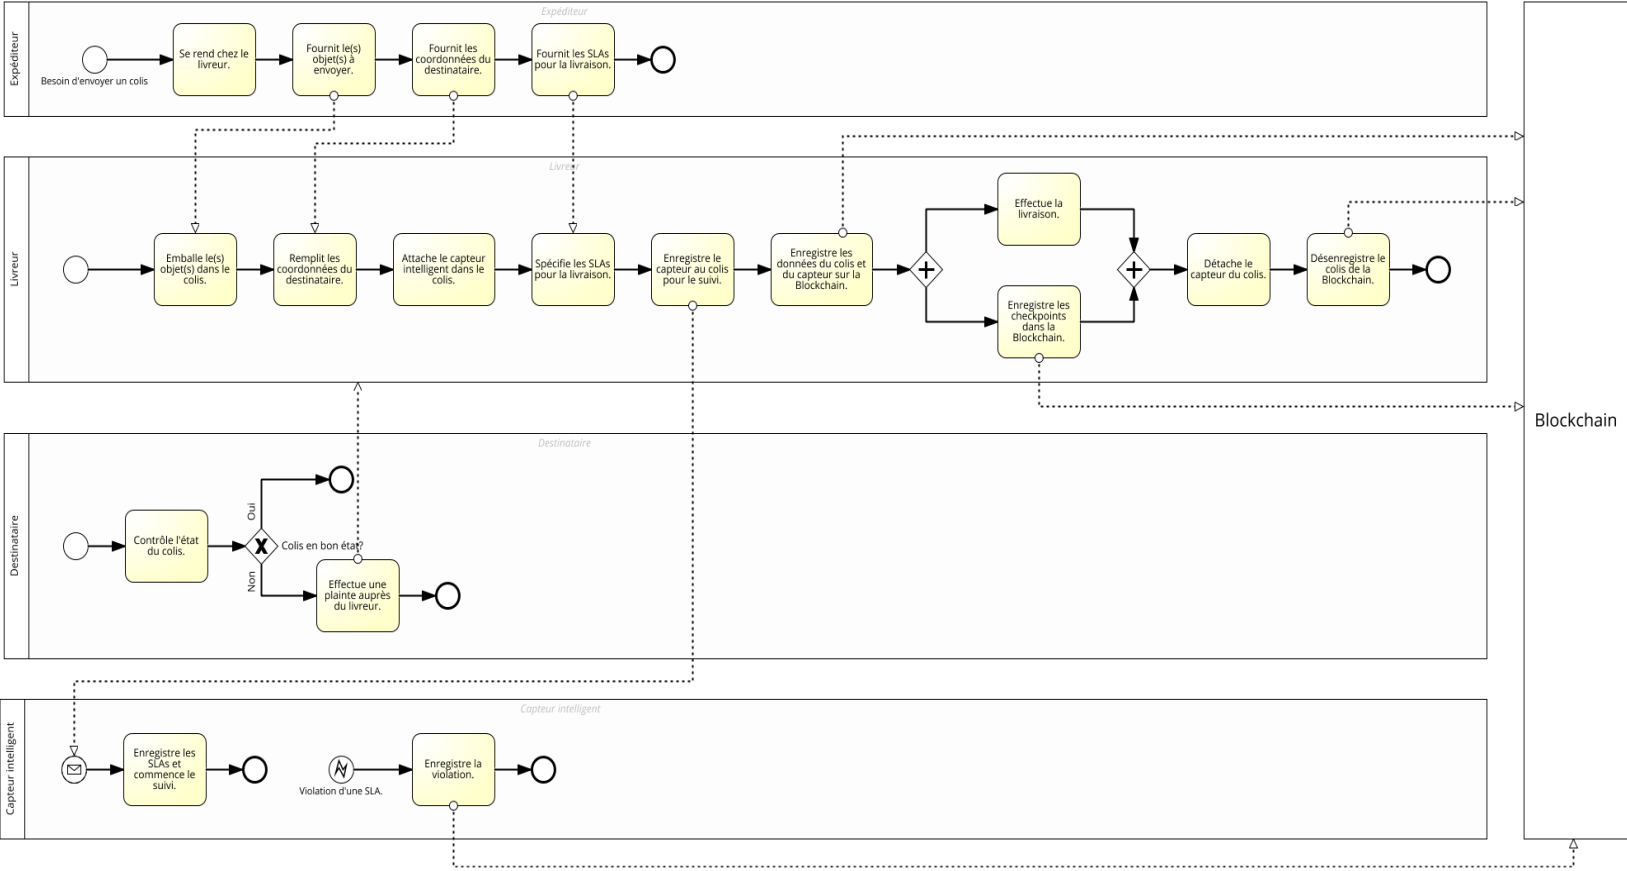 Expéditeur
Expéditeur
Besoin d'envoyer un colis
Se rend chez le
livreur.
Fournit le(s)
objet(s) à
envoyer.
Fournit les
coordonnées du
destinataire.
Fournit les SLAs
pour la livraison.
Livreur
Livreur
Emballe le(s)
objet(s) dans le
colis.
Remplit les
coordonnées du
destinataire.
Attache le capteur
intelligent dans le
colis.
Spécifie les SLAs
pour la livraison.
Enregistre le
capteur au colis
pour le suivi.
Enregistre les
données du colis et
du capteur sur la
Blockchain.
Effectue la
livraison.
Enregistre les
checkpoints
dans la
Blockchain.
Détache le
capteur du colis.
Désenregistre le
colis de la
Blockchain.
Blockchain
Destinataire
Destinataire
Contrôle l'état
du colis.
Oui
Colis en bon état?
Non
Effectue une
plainte auprès
du livreur.
Capteur intelligent
Capteur intelligent
Enregistre les
SLAs et
commence le
suivi.
Violation d'une SLA.
Enregistre la
violation.